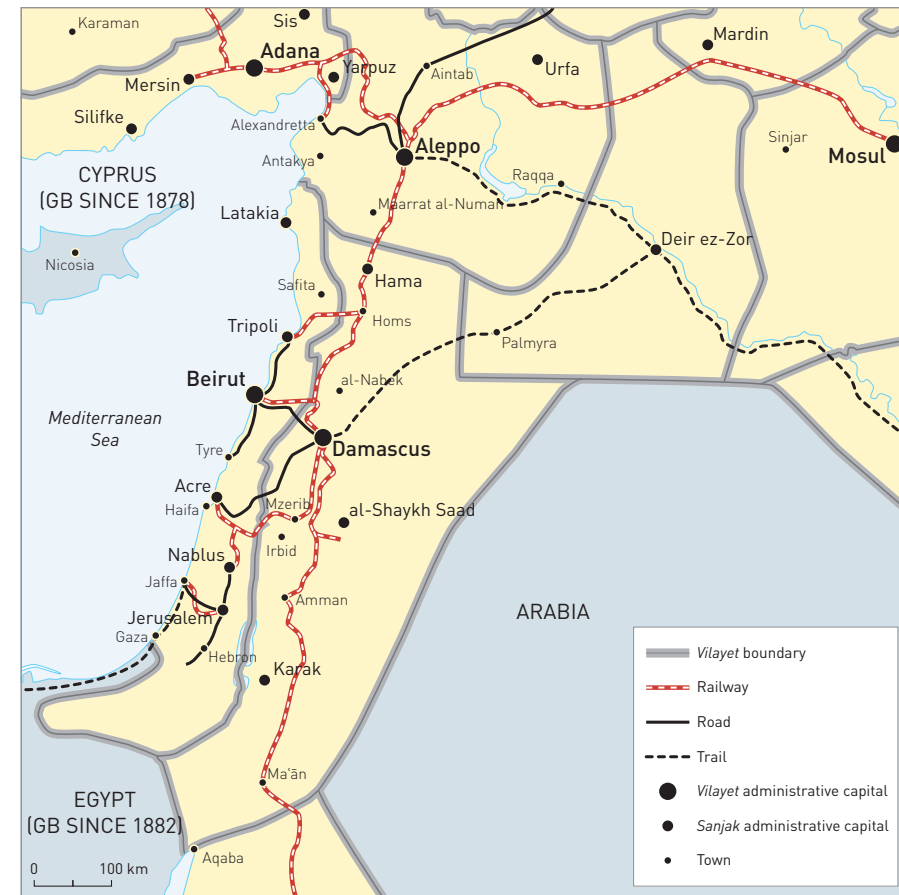 Karaman
Sis
Adana
Mardin
Yarpuz
Aintab
Urfa
Mersin
Silifke
Alexandretta
Sinjar
Aleppo
Mosul
Antakya
CYPRUS
(GB SINCE 1878)
Raqqa
Latakia
Maarrat al-Numan
Deir ez-Zor
Nicosia
Hama
Safita
Homs
Tripoli
Palmyra
Beirut
al-Nabek
Mediterranean
Sea
Tyre
Damascus
Acre
Haifa
Mzerib
al-Shaykh Saad
Irbid
Nablus
Jaffa
Amman
Jerusalem
ARABIA
Gaza
Hebron
Karak
Ma‘ān
EGYPT
(GB SINCE 1882)
Aqaba
0 100 km
Vilayet boundary
Railway
Road
Trail
Vilayet administrative capital
Sanjak administrative capital
Town